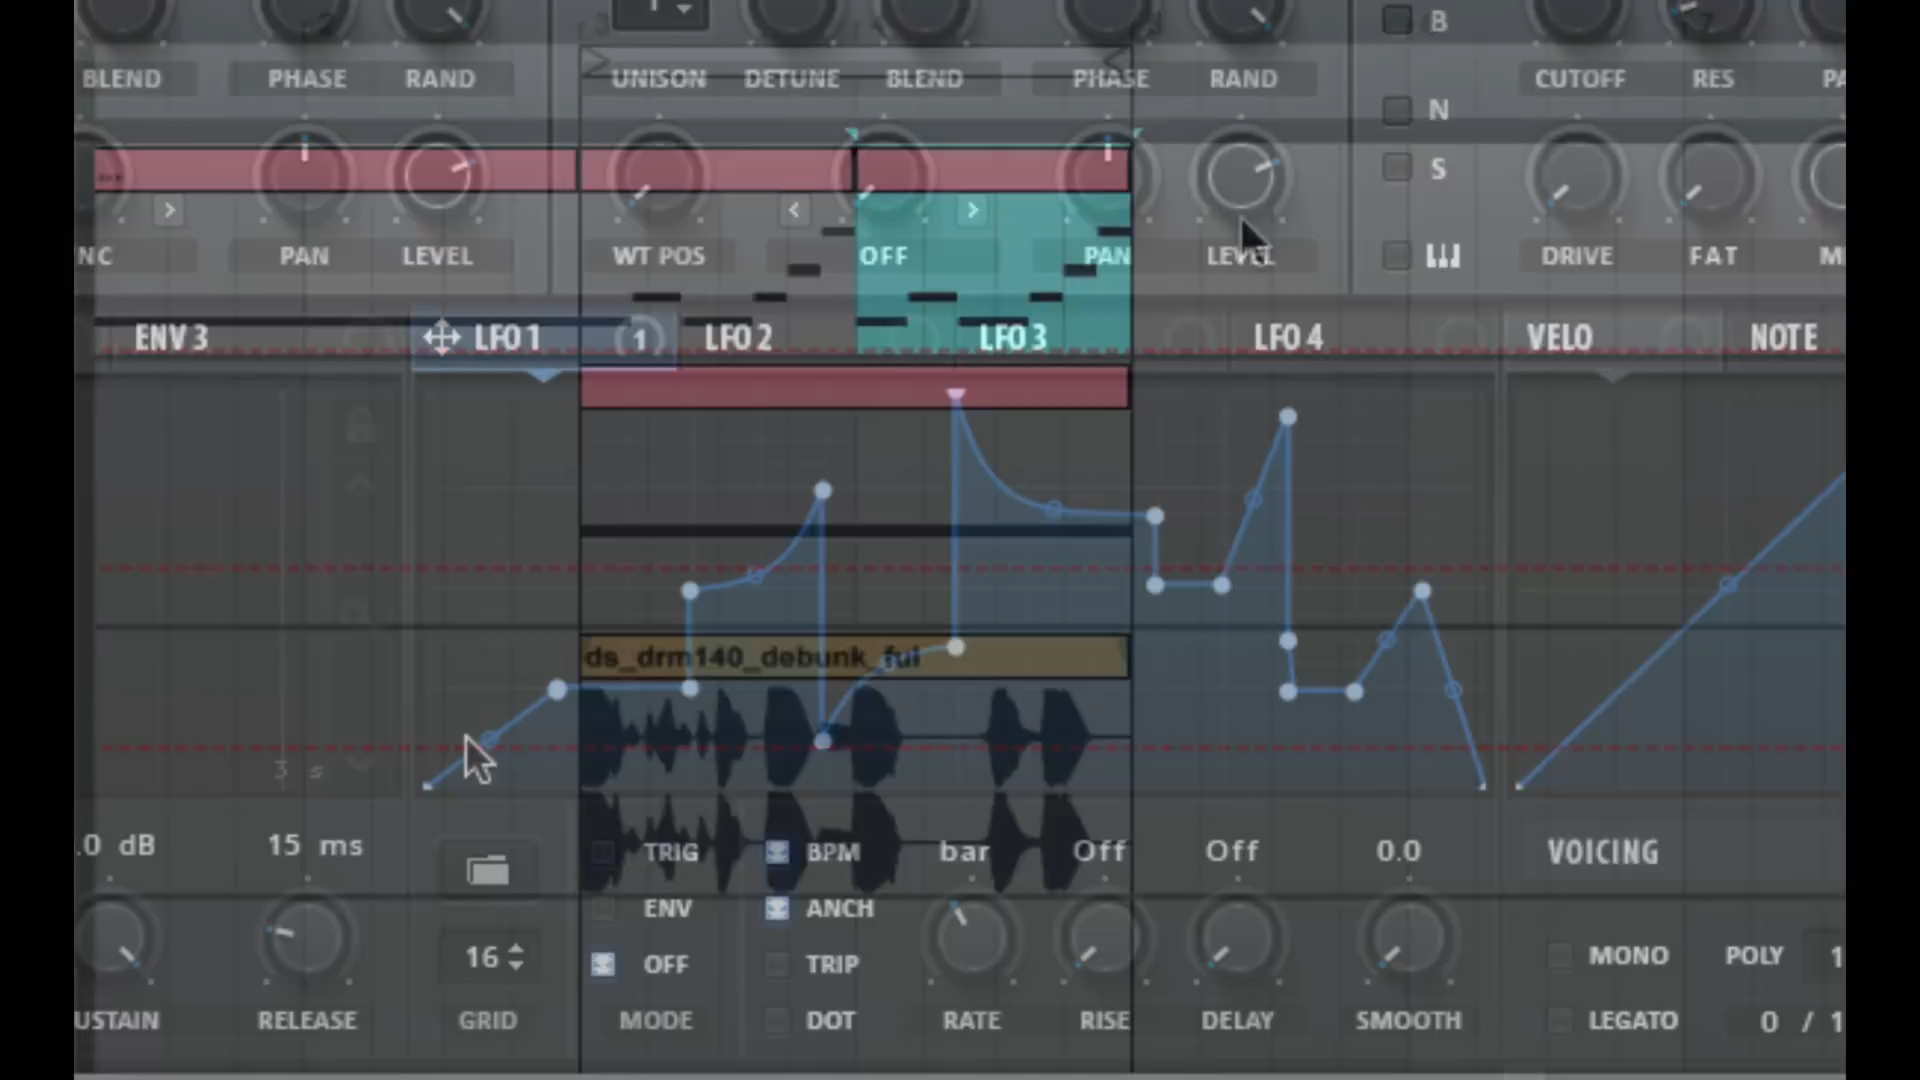 B
BLEND PHASE RAND UNISON DETUNE BLEND PHASE RAND CUTOFF RES
N
S
PAN LEVEL WT POS OFF PAN LEVEL DRIVE FAT
ENV 3 LFO 1 1 LFO 2 LFO 3 LFO 4 VELO NOTE
ds_drm140_debunk_ful
3 s
.0 dB 15 ms TRIG BPM bar Off Off 0.0 VOICING
ENV ANCH
16 OFF TRIP MONO POLY 1
USTAIN RELEASE GRID MODE DOT RATE RISE DELAY SMOOTH LEGATO 0 / 1